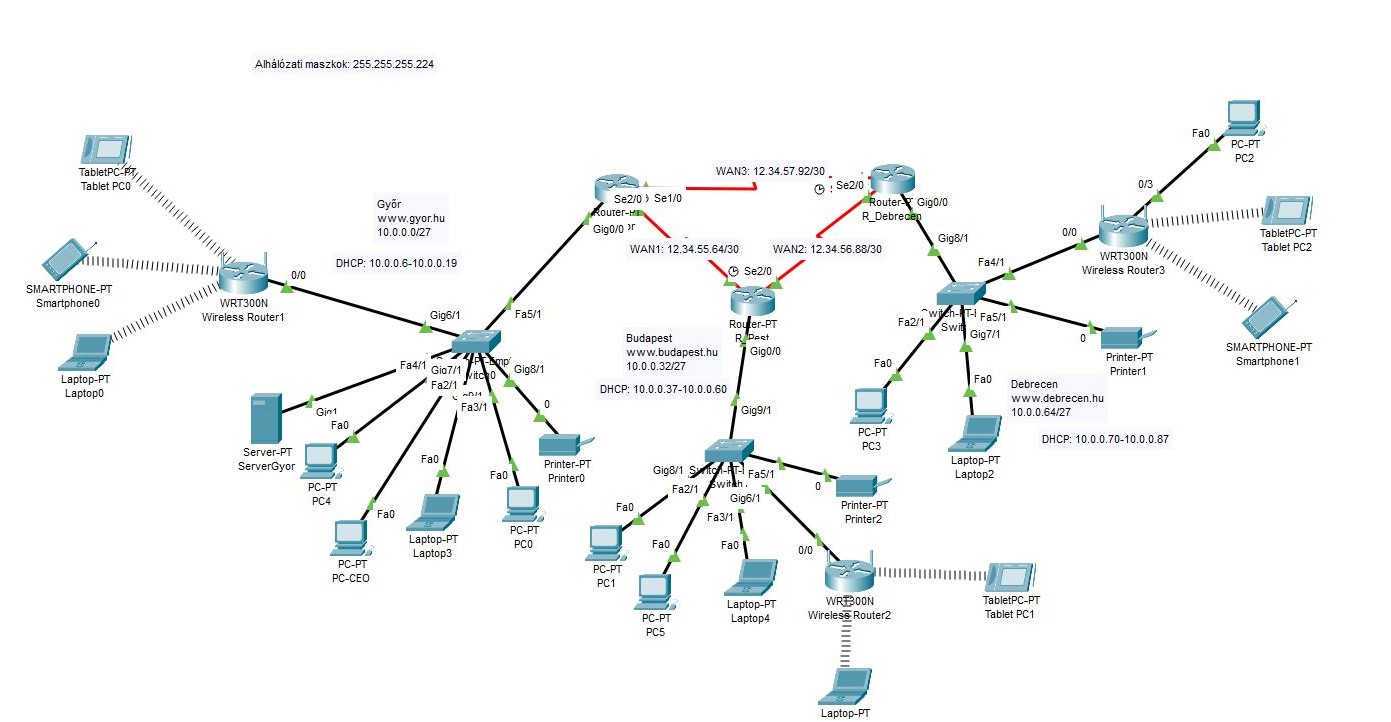 Alhálózati maszkok: 255.255.255.224
TabletPC-PT
Tablet PC0
SMARTPHONE-PT
Smartphone0
Laptop-PT
Laptop0
WRT300N
Wireless Router1
0/0
Győr
www.gyor.hu
10.0.0.0/27
DHCP: 10.0.0.6-10.0.0.19
Gig6/1
Fa5/1
Fa4/1
Gig7/1
Gig8/1
Fa2/1
Fa3/1
Gig1
Server-PT
ServerGyor
Fa0
PC-PT
PC4
Fa0
PC-PT
PC-CEO
Fa0
Laptop-PT
Laptop3
Fa0
PC-PT
PC0
0
Printer-PT
Printer0
Se2/0
Se1/0
Gig0/0
WAN3: 12.34.57.92/30
WAN1: 12.34.55.64/30
WAN2: 12.34.56.88/30
Se2/0
Router-PT
R_Pest
Gig0/0
Se2/0
R_Debrecen
Gig0/0
Budapest
www.budapest.hu
10.0.0.32/27
DHCP: 10.0.0.37-10.0.0.60
Gig9/1
Gig8/1
Fa2/1
Fa3/1
Fa5/1
Gig6/1
Fa0
PC-PT
PC1
Fa0
PC-PT
PC5
Fa0
Laptop-PT
Laptop4
0
Printer-PT
Printer2
0/0
WRT300N
Wireless Router2
TabletPC-PT
Tablet PC1
Laptop-PT
Gig8/1
Fa4/1
Fa2/1
Fa5/1
Gig7/1
Fa0
PC-PT
PC3
Fa0
Laptop-PT
Laptop2
0
Printer-PT
Printer1
Debrecen
www.debrecen.hu
10.0.0.64/27
DHCP: 10.0.0.70-10.0.0.87
0/0
0/3
WRT300N
Wireless Router3
Fa0
PC-PT
PC2
TabletPC-PT
Tablet PC2
SMARTPHONE-PT
Smartphone1